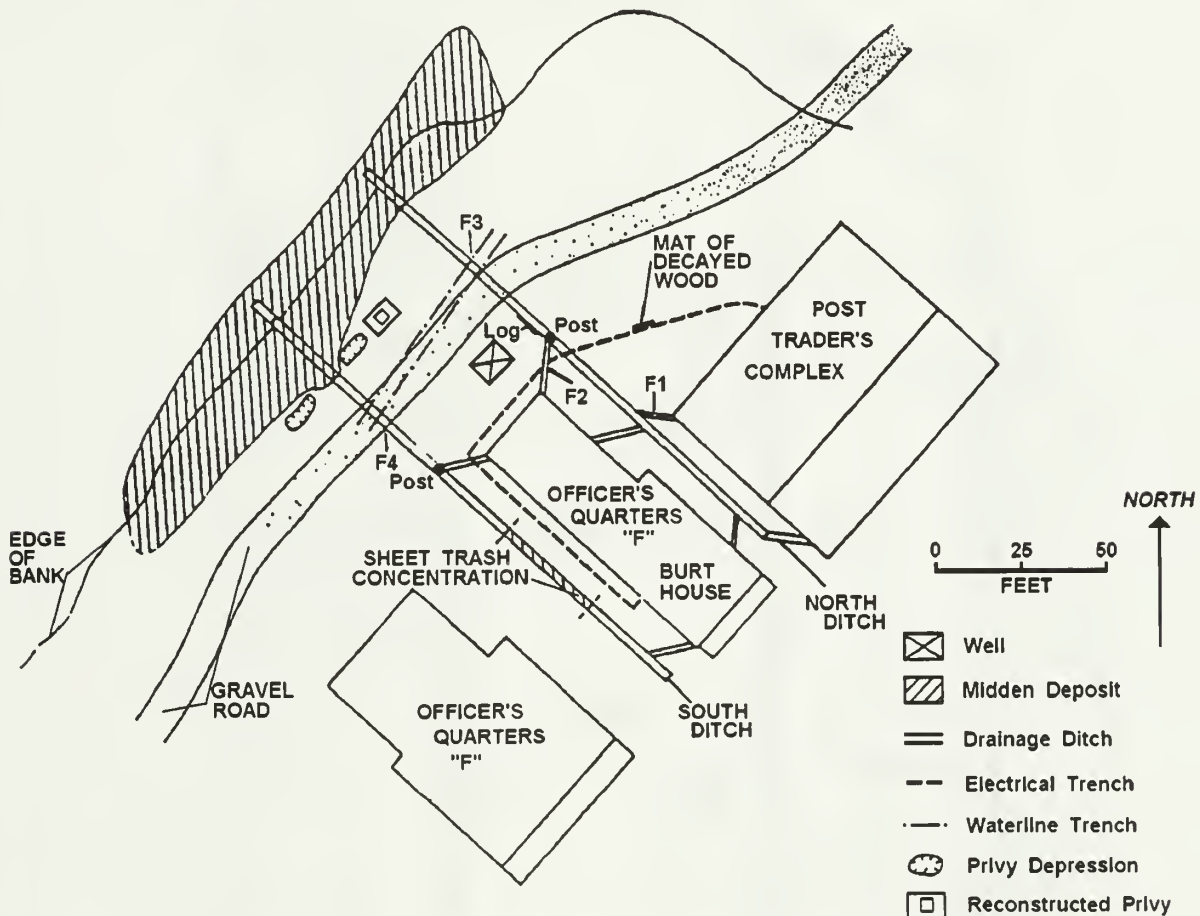 F3
MAT OF
DECAYED
WOOD
POST
TRADER'S
COMPLEX
Log
Post
F2
F1
F4
Post
OFFICER'S
QUARTERS
"F"
BURT
HOUSE
EDGE
OF
BANK
SHEET TRASH
CONCENTRATION
NORTH
DITCH
GRAVEL
ROAD
OFFICER'S
QUARTERS
"F"
SOUTH
DITCH
NORTH
0 25 50
FEET
Well
Midden Deposit
Drainage Ditch
Electrical Trench
Waterline Trench
Privy Depression
Reconstructed Privy